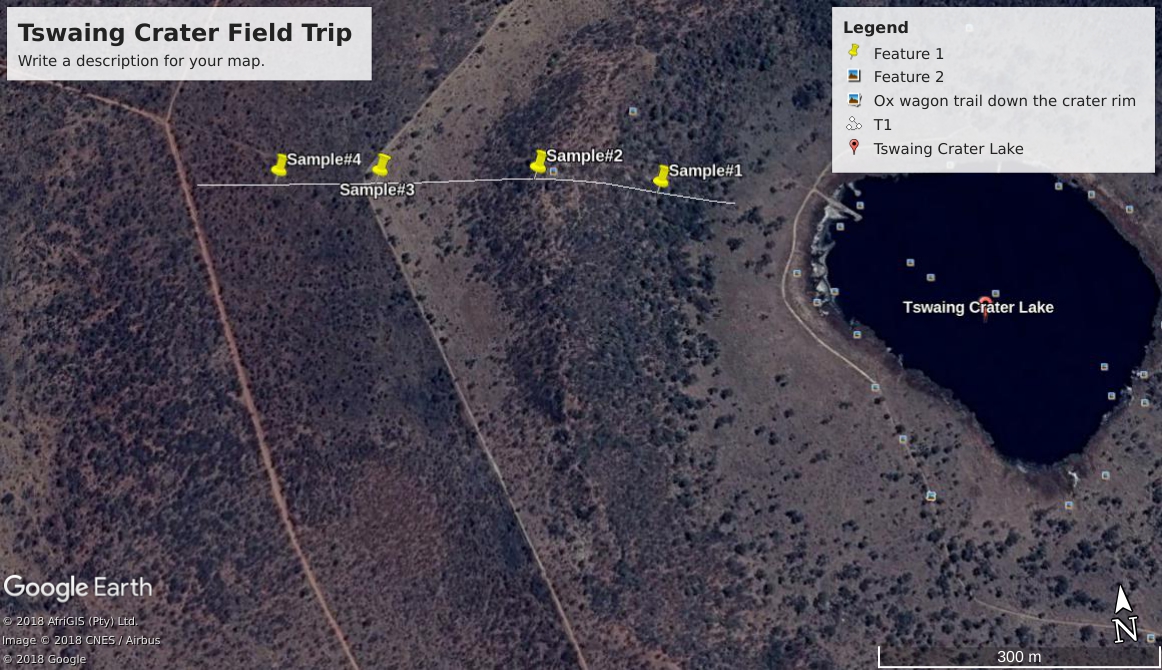 Tswaing Crater Field Trip
Write a description for your map.
Legend
Feature 1
Feature 2
Ox wagon trail down the crater rim
T1
Tswaing Crater Lake
Sample#4
Sample#3
Sample#2
Sample#1
Tswaing Crater Lake
Google Earth
© 2018 AfriGIS (Pty) Ltd.
Image © 2018 CNES / Airbus
© 2018 Google
N
300 m